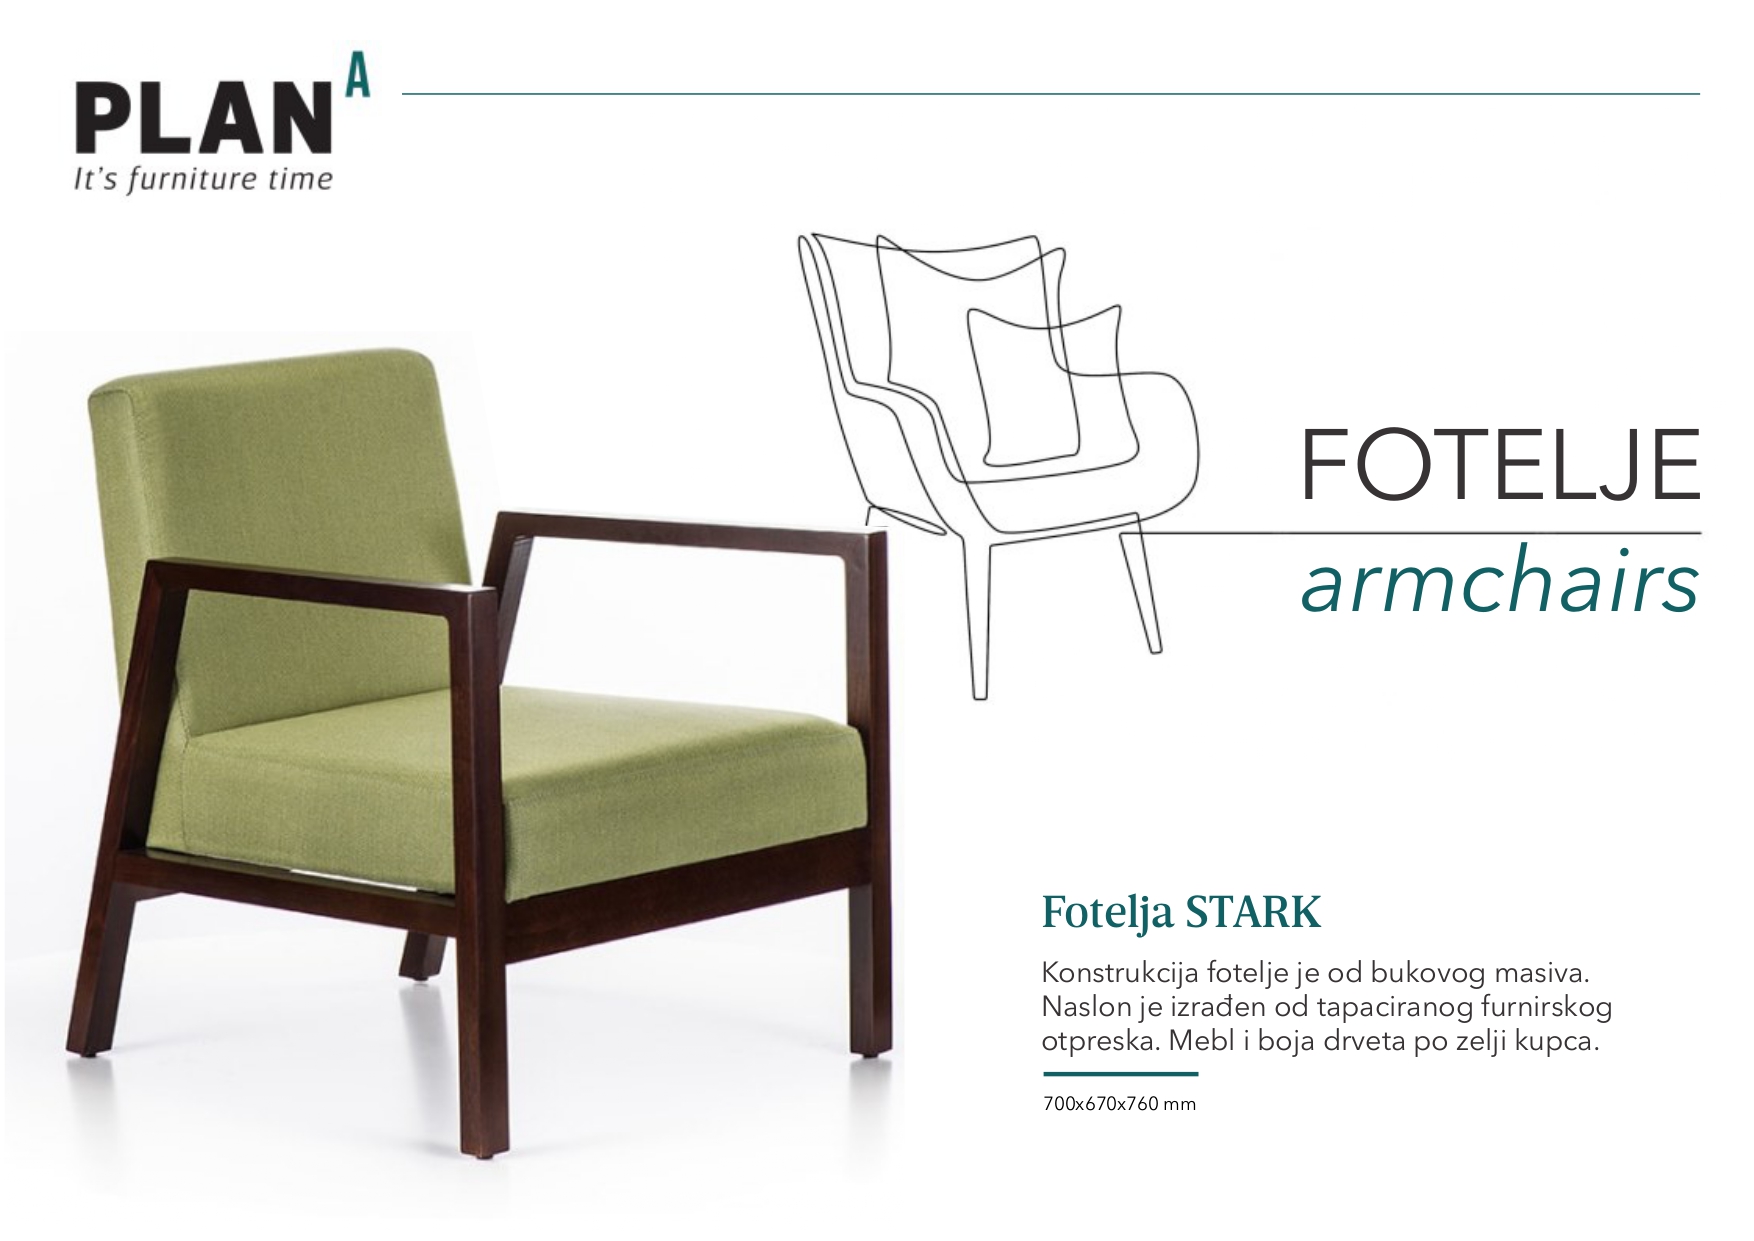 PLAN A
It's furniture time
FOTELJE
armchairs
Fotelja STARK
Konstrukcija fotelje je od bukovog masiva.
Naslon je izrađen od tapaciranog furnirskog
otpreska. Mebl i boja drveta po zelji kupca.
700x670x760 mm